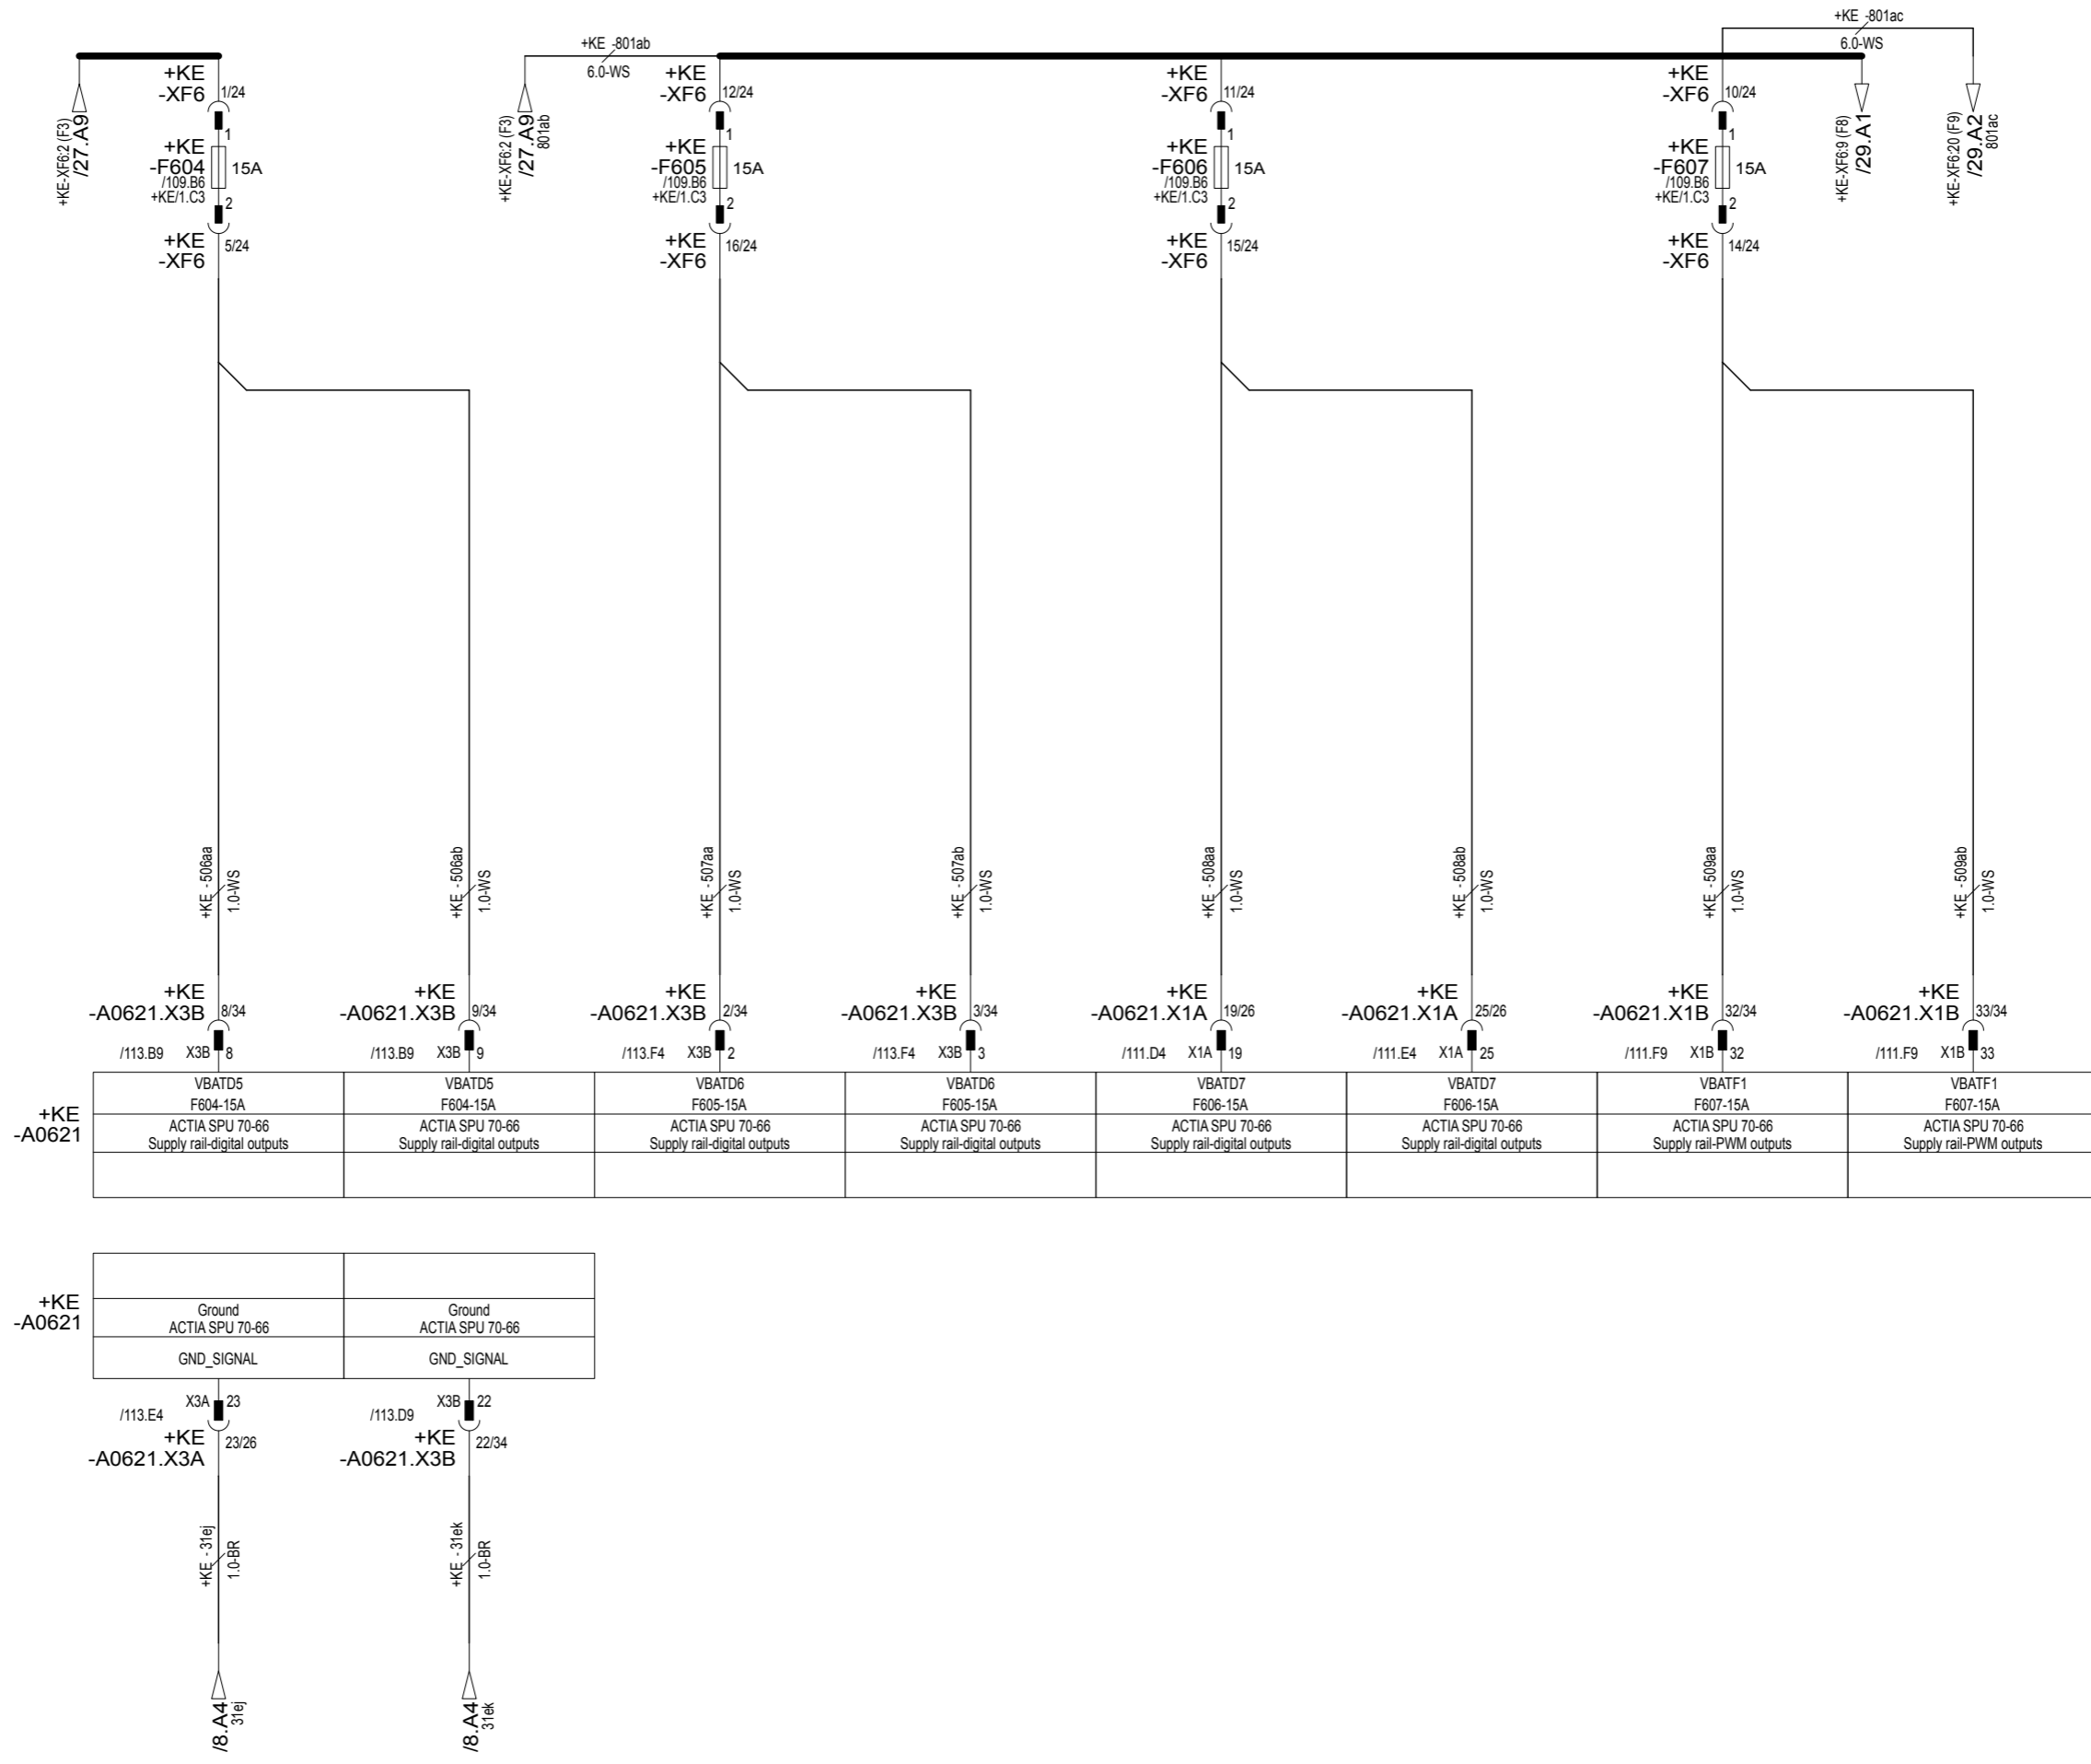 +KE -801ac
6.0-WS
+KE -801ab
6.0-WS
+KE-XF6:2 (F3)
/27.A9
+KE
-XF6 1/24
1
+KE
-F604 15A
/109.B6
+KE/1.C3
2
+KE
-XF6 5/24
+KE-XF6:2 (F3)
/27.A9
801ab
+KE
-XF6 12/24
1
+KE
-F605 15A
/109.B6
+KE/1.C3
2
+KE
-XF6 16/24
+KE
-XF6 11/24
1
+KE
-F606 15A
/109.B6
+KE/1.C3
2
+KE
-XF6 15/24
+KE
-XF6 10/24
1
+KE
-F607 15A
/109.B6
+KE/1.C3
2
+KE
-XF6 14/24
+KE-XF6:9 (F8)
/29.A1
+KE-XF6:20 (F9)
/29.A2
801ac
+KE - 506aa
1.0-WS
+KE - 506ab
1.0-WS
+KE - 507aa
1.0-WS
+KE - 507ab
1.0-WS
+KE - 508aa
1.0-WS
+KE - 508ab
1.0-WS
+KE - 509aa
1.0-WS
+KE - 509ab
1.0-WS
+KE
-A0621.X3B 8/34
/113.B9 X3B 8
+KE
-A0621.X3B 9/34
/113.B9 X3B 9
+KE
-A0621.X3B 2/34
/113.F4 X3B 2
+KE
-A0621.X3B 3/34
/113.F4 X3B 3
+KE
-A0621.X1A 19/26
/111.D4 X1A 19
+KE
-A0621.X1A 25/26
/111.E4 X1A 25
+KE
-A0621.X1B 32/34
/111.F9 X1B 32
+KE
-A0621.X1B 33/34
/111.F9 X1B 33
+KE
-A0621
VBATD5
F604-15A
ACTIA SPU 70-66
Supply rail-digital outputs
VBATD5
F604-15A
ACTIA SPU 70-66
Supply rail-digital outputs
VBATD6
F605-15A
ACTIA SPU 70-66
Supply rail-digital outputs
VBATD6
F605-15A
ACTIA SPU 70-66
Supply rail-digital outputs
VBATD7
F606-15A
ACTIA SPU 70-66
Supply rail-digital outputs
VBATD7
F606-15A
ACTIA SPU 70-66
Supply rail-digital outputs
VBATF1
F607-15A
ACTIA SPU 70-66
Supply rail-PWM outputs
VBATF1
F607-15A
ACTIA SPU 70-66
Supply rail-PWM outputs
+KE
-A0621
Ground
ACTIA SPU 70-66
GND_SIGNAL
Ground
ACTIA SPU 70-66
GND_SIGNAL
X3A 23
/113.E4
+KE 23/26
-A0621.X3A
X3B 22
/113.D9
+KE 22/34
-A0621.X3B
+KE - 31ej
1.0-BR
+KE - 31ek
1.0-BR
/8.A4
31ej
/8.A4
31ek